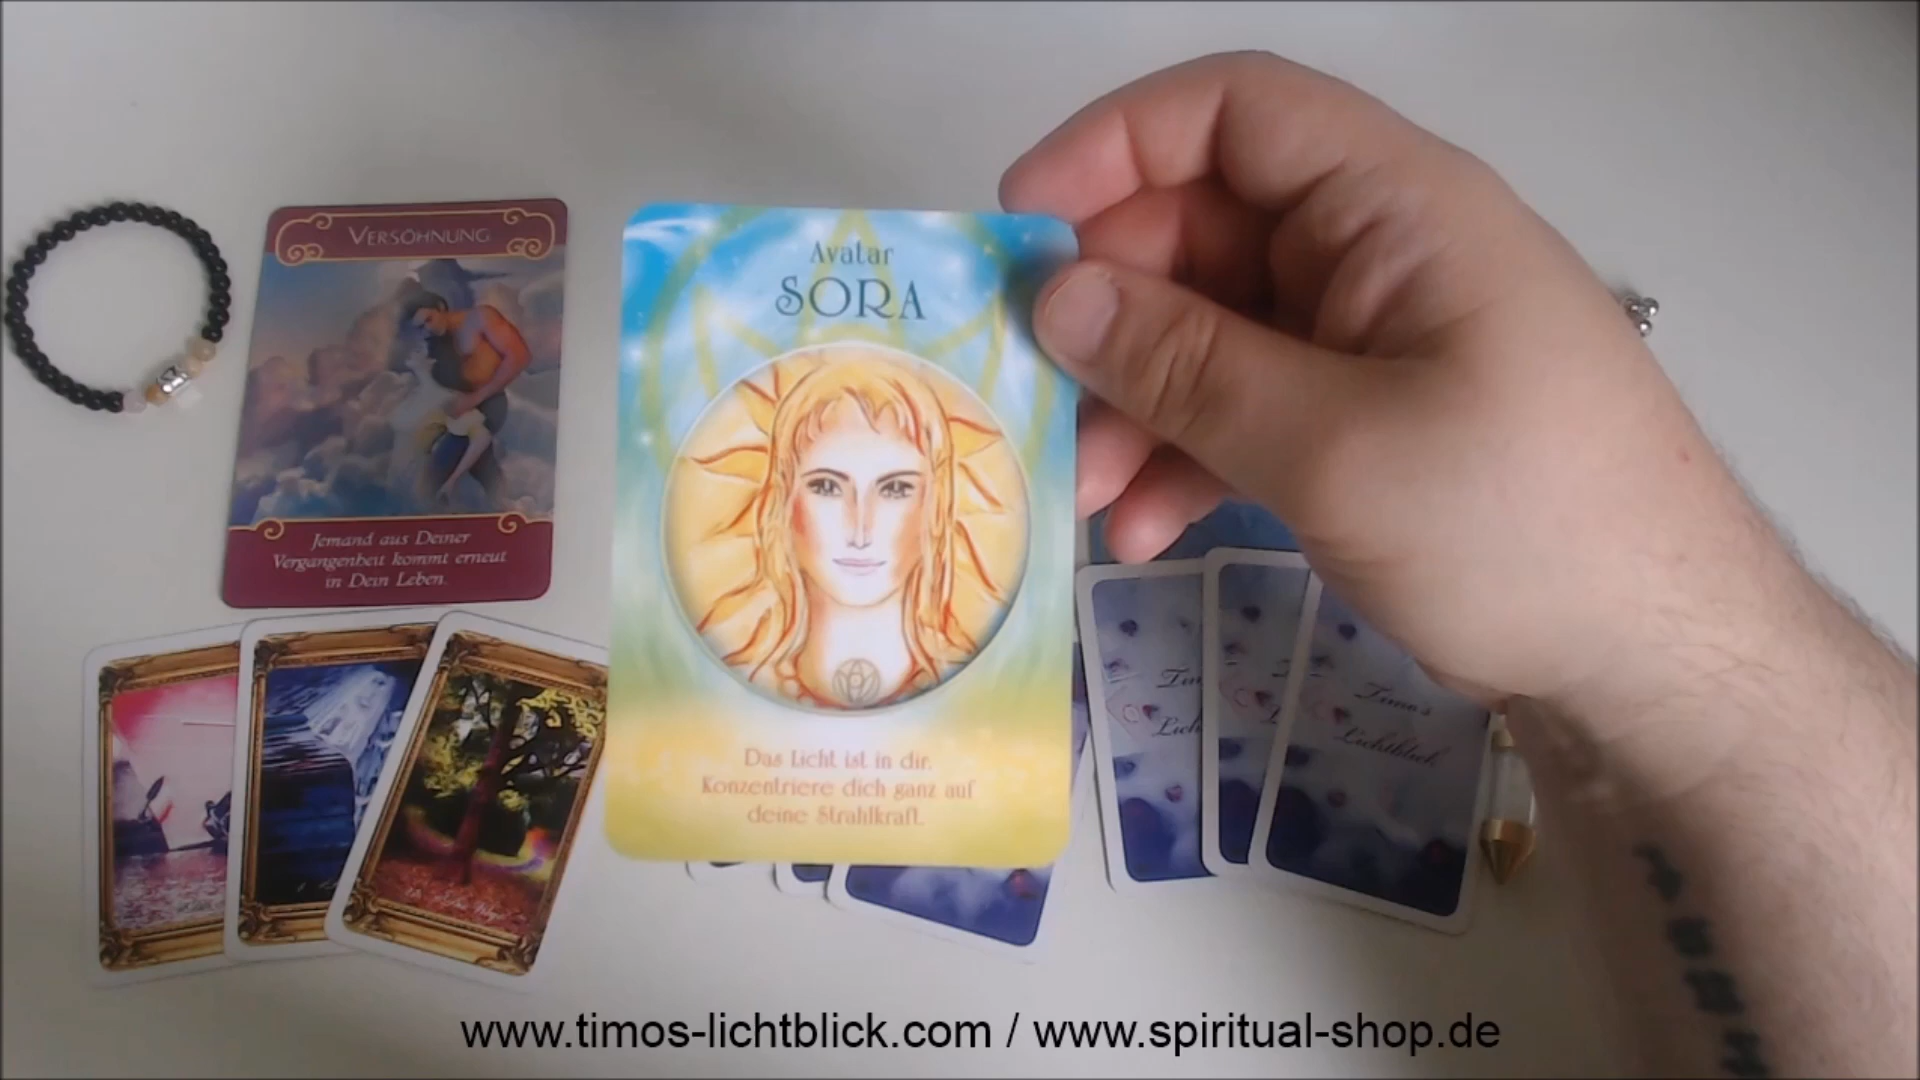 VERSÖHNUNG
Jemand aus Deiner
Vergangenheit kommt erneut
in Dein Leben.
Avatar
SORA
Das Licht ist in dir.
Konzentriere dich ganz auf
deine Strahlkraft.
Timo's
Lichtblick
www.timos-lichtblick.com / www.spiritual-shop.de